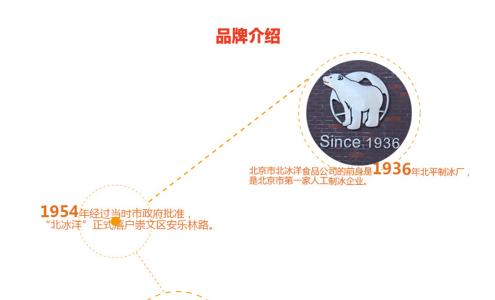 品牌介绍
Since 1936
北京市北冰洋食品公司的前身是1936年北平制冰厂，
是北京市第一家人工制冰企业。
1954年经过当时市政府批准，
“北冰洋”正式落户崇文区安乐林路。